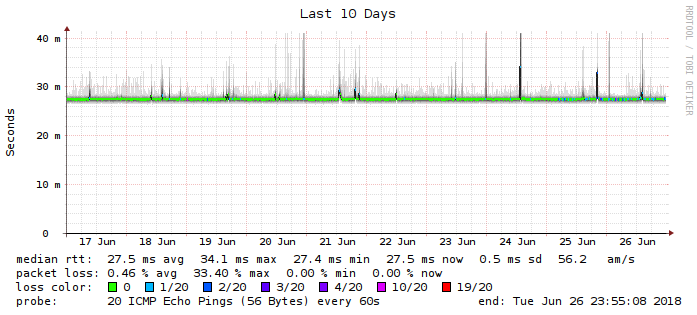 Last 10 Days
RRDTOOL / TOBI OETIKER
Seconds
40 m
30 m
20 m
10 m
0
17 Jun 18 Jun 19 Jun 20 Jun 21 Jun 22 Jun 23 Jun 24 Jun 25 Jun 26 Jun
median rtt: 27.5 ms avg 34.1 ms max 27.4 ms min 27.5 ms now 0.5 ms sd 56.2 am/s
packet loss: 0.46 % avg 33.40 % max 0.00 % min 0.00 % now
loss color: 0 1/20 2/20 3/20 4/20 10/20 19/20
probe: 20 ICMP Echo Pings (56 Bytes) every 60s end: Tue Jun 26 23:55:08 2018